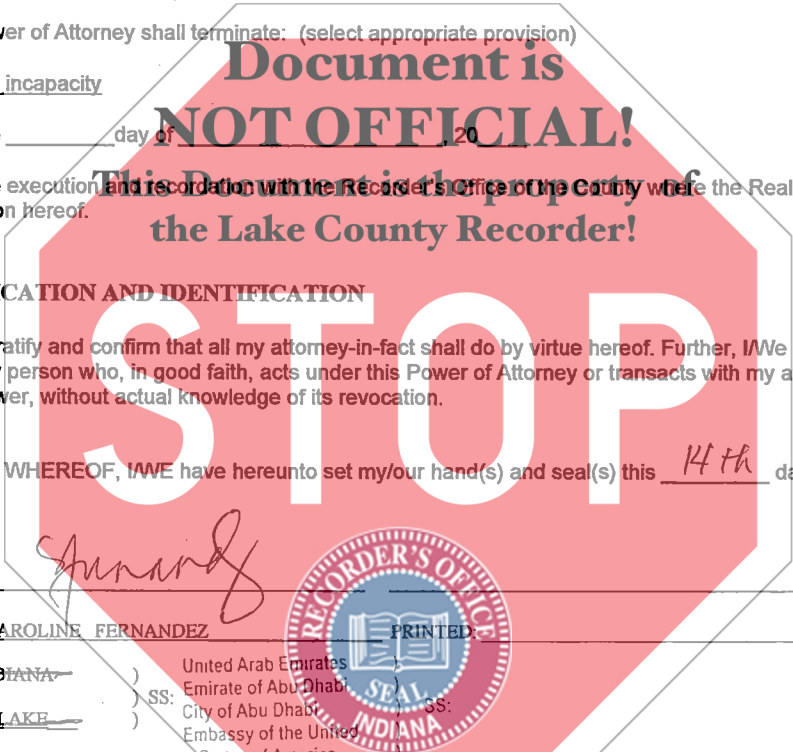 er of Attorney shall terminate: (select appropriate provision)
Document is
incapacity
NOT OFFICIAL!
day of , 20
This Document is the property of
execution and recordation with the Recorder's Office of the County where the Real
n hereof.
the Lake County Recorder!
CATION AND IDENTIFICATION
STOP
atify and confirm that all my attorney-in-fact shall do by virtue hereof. Further, I/We
person who, in good faith, acts under this Power of Attorney or transacts with my a
er, without actual knowledge of its revocation.
WHEREOF, I/WE have hereunto set my/our hand(s) and seal(s) this 14th da
RECORDER'S OFFICE
AROLINE FERNANDEZ PRINTED:
IANA ) United Arab Emirates )
) SS: Emirate of Abu Dhabi ) SS:
LAKE ) City of Abu Dhabi )
SEAL
INDIANA
Embassy of the United